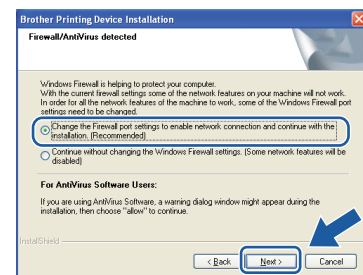 Brother Printing Device Installation
Firewall/AntiVirus detected
Windows Firewall is helping to protect your computer.
With the current firewall settings some of the network features on your machine will not work.
In order for all the network features of the machine to work, some of the Windows Firewall port
settings need to be changed.
Change the Firewall port settings to enable network connection and continue with the
installation. (Recommended)
Continue without changing the Windows Firewall settings. (Some network features will be
disabled)
For AntiVirus Software Users:
If you are using AntiVirus Software, a warning dialog window might appear during the
installation, then choose "allow" to continue.
InstallShield
< Back
Next >
Cancel